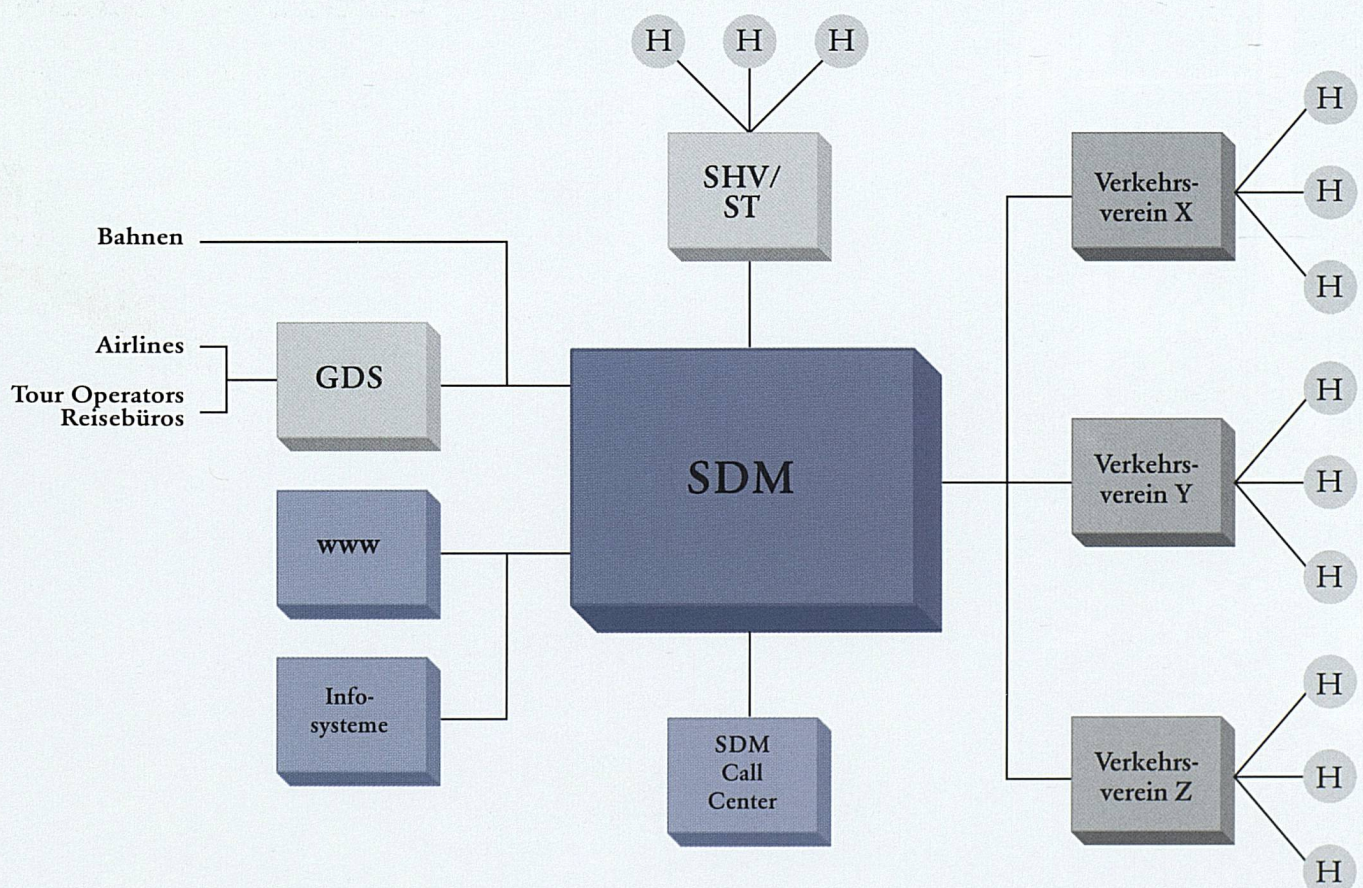 H H H
SHV/
ST
Bahnen
Airlines
Tour Operators
Reisebüros
GDS
www
Info-
systeme
SDM
SDM
Call
Center
Verkehrs-
verein X
H
H
H
Verkehrs-
verein Y
H
H
H
Verkehrs-
verein Z
H
H
H